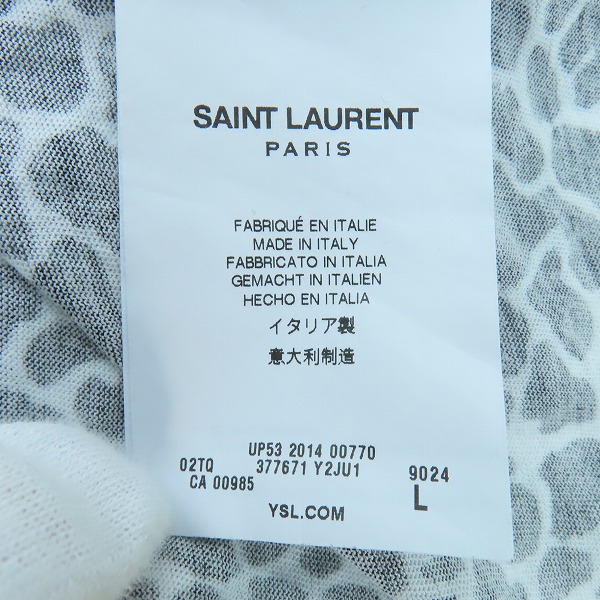 SAINT LAURENT
PARIS
FABRIQUÉ EN ITALIE
MADE IN ITALY
FABBRICATO IN ITALIA
GEMACHT IN ITALIEN
HECHO EN ITALIA
イタリア製
意大利制造
UP53 2014 00770
02TQ 377671 Y2JU1 9024
CA 00985 L
YSL.COM